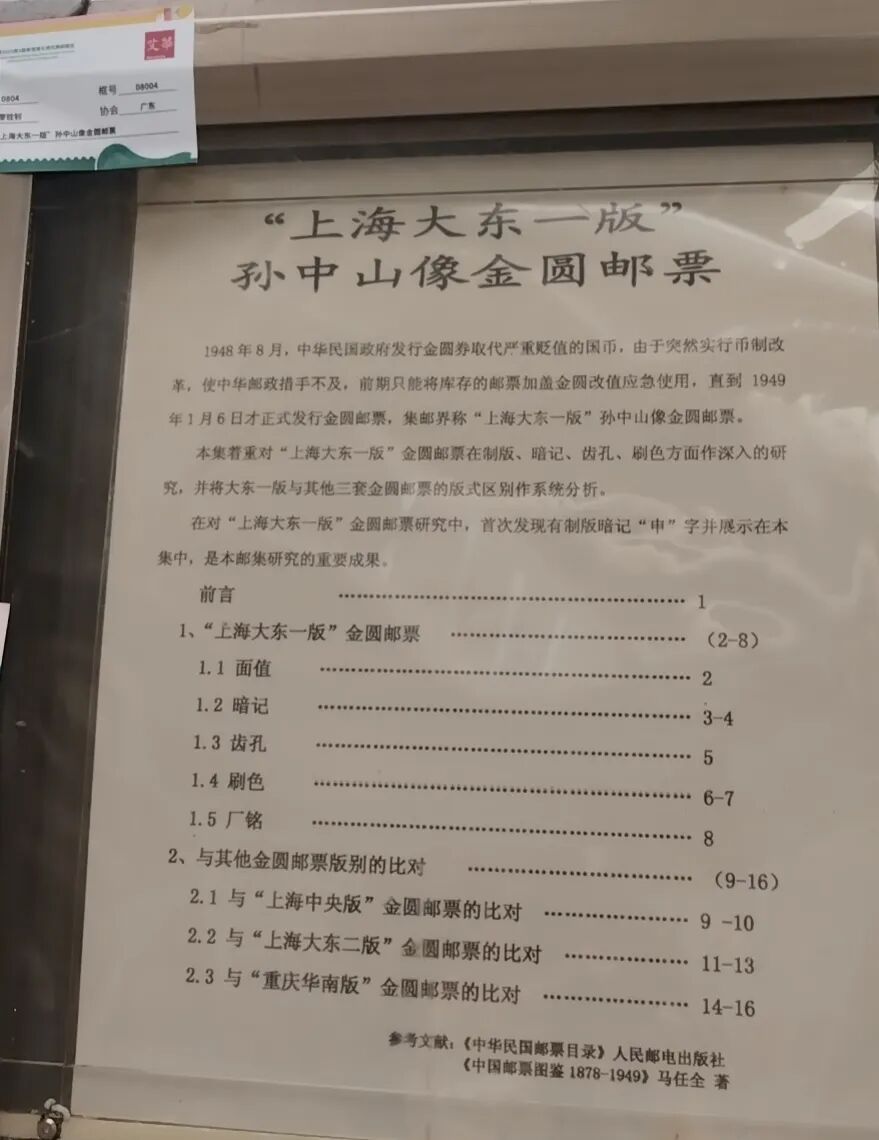 艾华
0804
框号 08004
协会 广东
上海大东一版"孙中山像金圆邮票
“上海大东一版”
孙中山像金圆邮票
1948年8月，中华民国政府发行金圆券取代严重贬值的国币，由于突然实行币制改
革，使中华邮政措手不及，前期只能将库存的邮票加盖金圆改值应急使用，直到 1949
年1月6日才正式发行金圆邮票，集邮界称“上海大东一版”孙中山像金圆邮票。
本集着重对“上海大东一版”金圆邮票在制版、暗记、齿孔、刷色方面作深入的研
究，并将大东一版与其他三套金圆邮票的版式区别作系统分析。
在对“上海大东一版”金圆邮票研究中，首次发现有制版暗记“申”字并展示在本
集中，是本邮集研究的重要成果。
前言 ………………………………… 1
1、“上海大东一版”金圆邮票 ……………………… （2-8）
1.1 面值 ………………………………… 2
1.2 暗记 ………………………………… 3-4
1.3 齿孔 ………………………………… 5
1.4 刷色 ………………………………… 6-7
1.5 厂铭 ………………………………… 8
2、与其他金圆邮票版别的比对 ……………………… （9-16）
2.1 与“上海中央版”金圆邮票的比对 ……………… 9 -10
2.2 与“上海大东二版”金圆邮票的比对 …………… 11-13
2.3 与“重庆华南版”金圆邮票的比对 ……………… 14-16
参考文献：《中华民国邮票目录》人民邮电出版社
《中国邮票图鉴 1878-1949》马任全 著